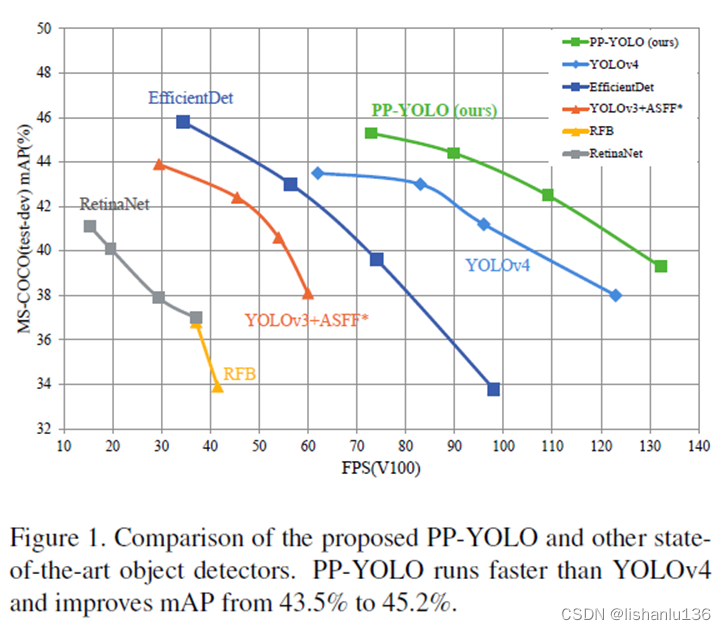 50
48
46
44
42
40
38
36
34
32
MS-COCO(test-dev) mAP(%)
10 20 30 40 50 60 70 80 90 100 110 120 130 140
FPS(V100)
PP-YOLO (ours)
YOLOv4
EfficientDet
YOLOv3+ASFF*
RFB
RetinaNet
EfficientDet
PP-YOLO (ours)
RetinaNet
YOLOv4
YOLOv3+ASFF*
RFB
Figure 1. Comparison of the proposed PP-YOLO and other state-
of-the-art object detectors. PP-YOLO runs faster than YOLOv4
and improves mAP from 43.5% to 45.2%.
CSDN @lishanlu136